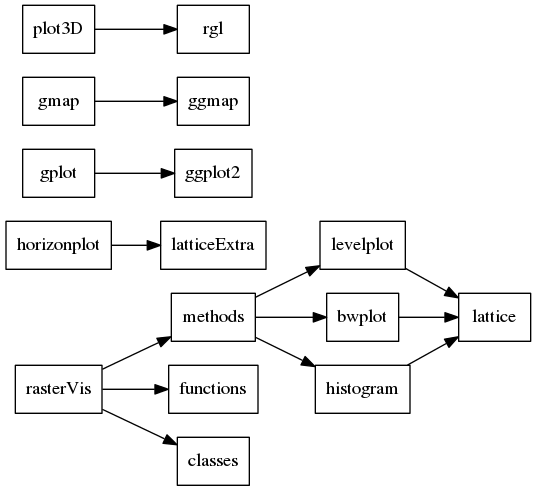 plot3D
rgl
gmap
ggmap
gplot
ggplot2
horizonplot
latticeExtra
levelplot
methods
bwplot
lattice
rasterVis
functions
histogram
classes